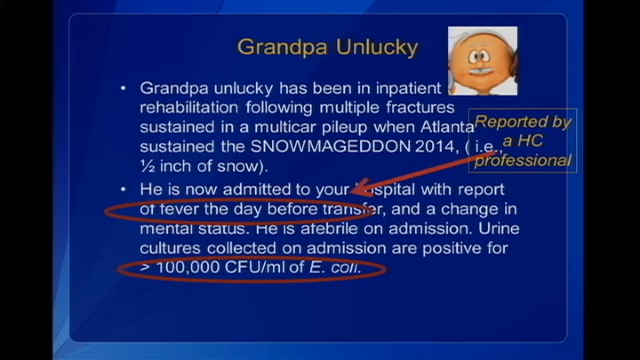 Grandpa Unlucky
• Grandpa unlucky has been in inpatient
rehabilitation following multiple fractures
sustained in a multicar pileup when Atlanta
sustained the SNOWMAGEDDON 2014, ( i.e.,
½ inch of snow).
Reported by
a HC
professional
• He is now admitted to your hospital with report
of fever the day before transfer, and a change in
mental status. He is afebrile on admission. Urine
cultures collected on admission are positive for
> 100,000 CFU/ml of E. coli.